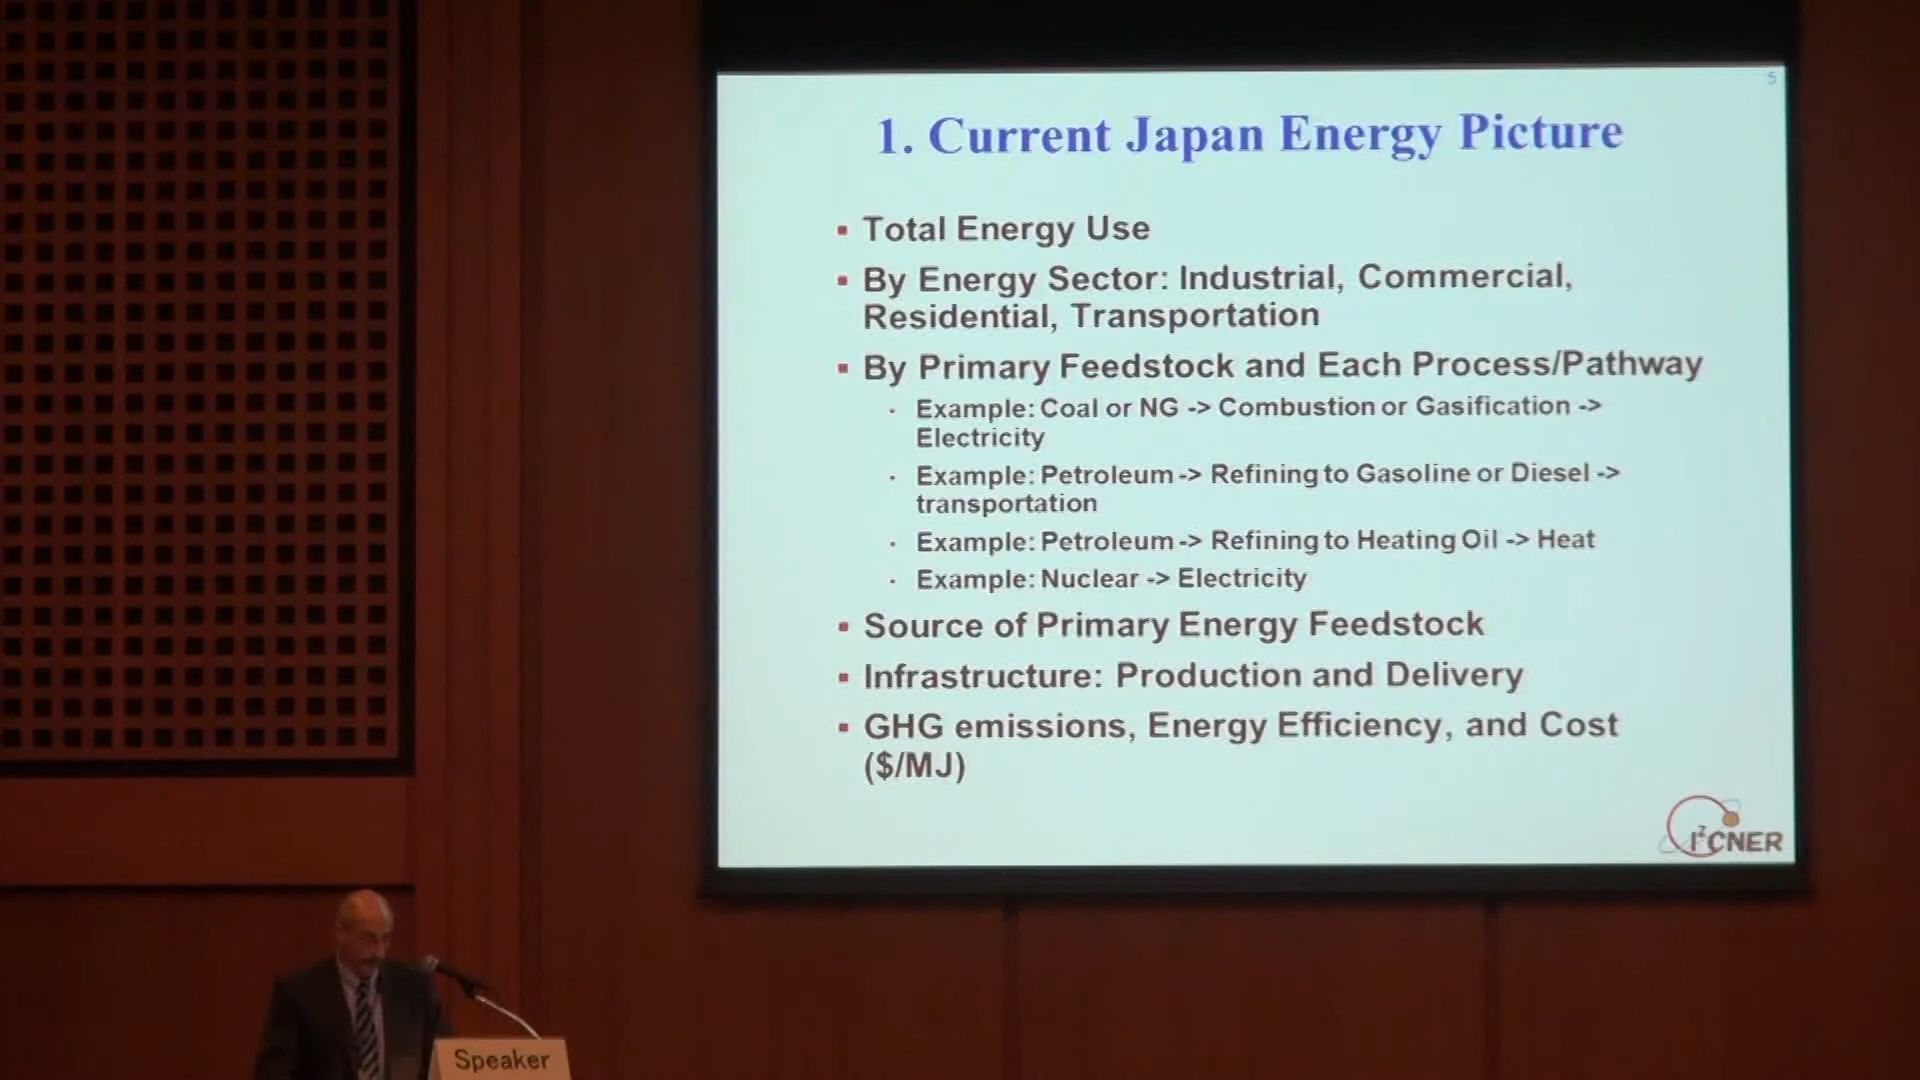 5
1. Current Japan Energy Picture
▪ Total Energy Use
▪ By Energy Sector: Industrial, Commercial,
Residential, Transportation
▪ By Primary Feedstock and Each Process/Pathway
· Example: Coal or NG -> Combustion or Gasification ->
Electricity
· Example: Petroleum -> Refining to Gasoline or Diesel ->
transportation
· Example: Petroleum -> Refining to Heating Oil -> Heat
· Example: Nuclear -> Electricity
▪ Source of Primary Energy Feedstock
▪ Infrastructure: Production and Delivery
▪ GHG emissions, Energy Efficiency, and Cost
($/MJ)
I²CNER
Speaker